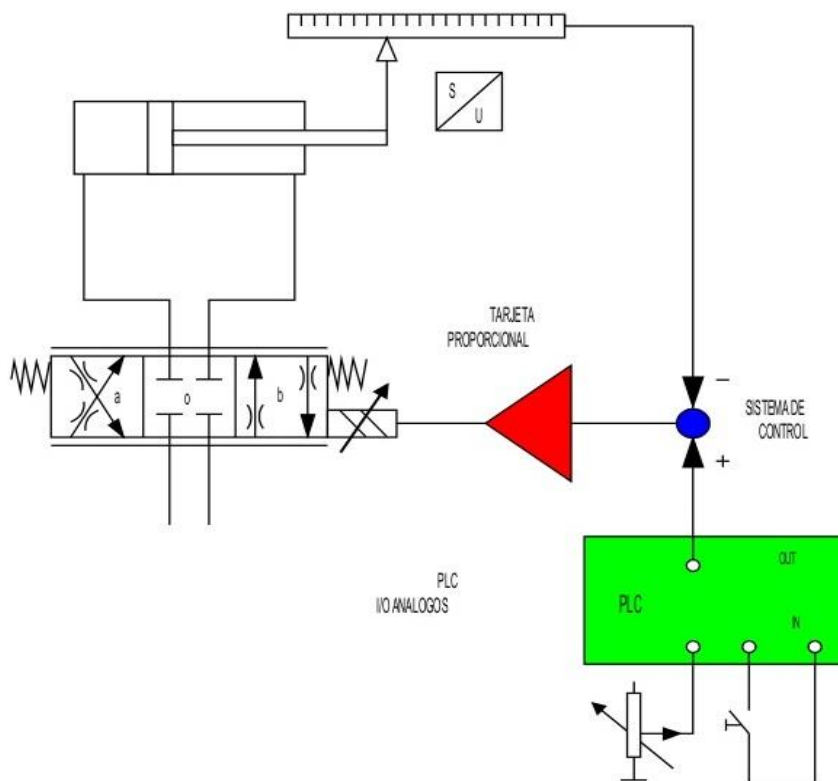 S
U
TARJETA
PROPORCIONAL
a
o
b
−
SISTEMA DE
CONTROL
+
PLC
I/O ANALOGOS
OUT
PLC
IN